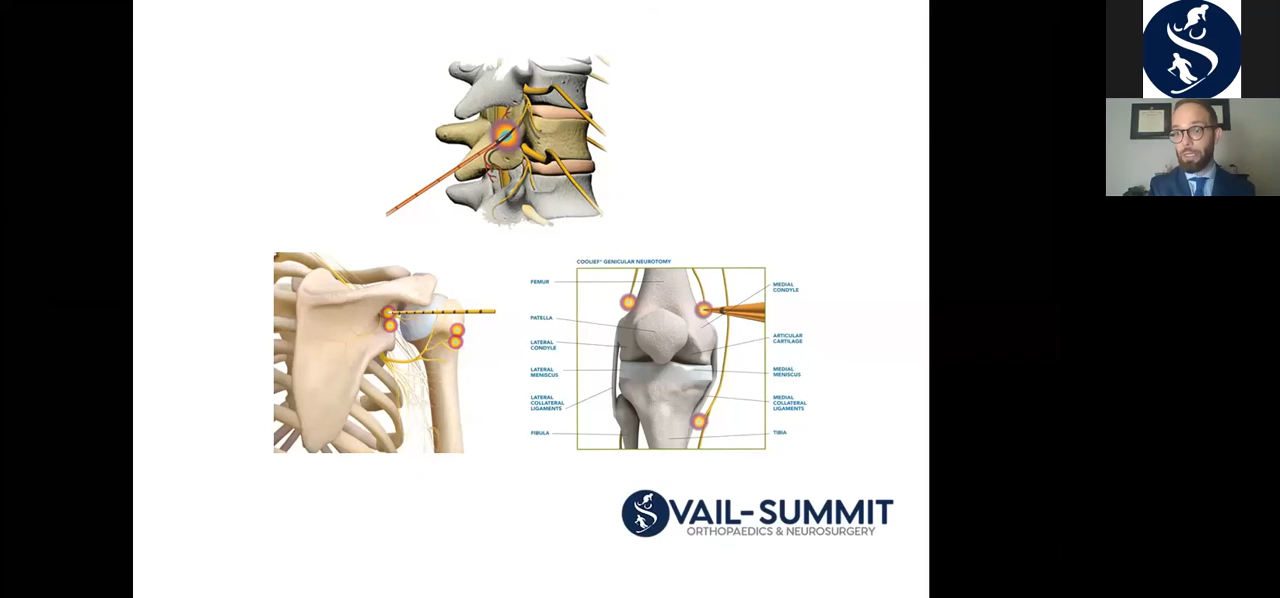 COOLIEF* GENICULAR NEUROTOMY
FEMUR
PATELLA
LATERAL
CONDYLE
LATERAL
MENISCUS
LATERAL
COLLATERAL
LIGAMENTS
FIBULA
MEDIAL
CONDYLE
ARTICULAR
CARTILAGE
MEDIAL
MENISCUS
MEDIAL
COLLATERAL
LIGAMENTS
TIBIA
VAIL-SUMMIT
ORTHOPAEDICS & NEUROSURGERY